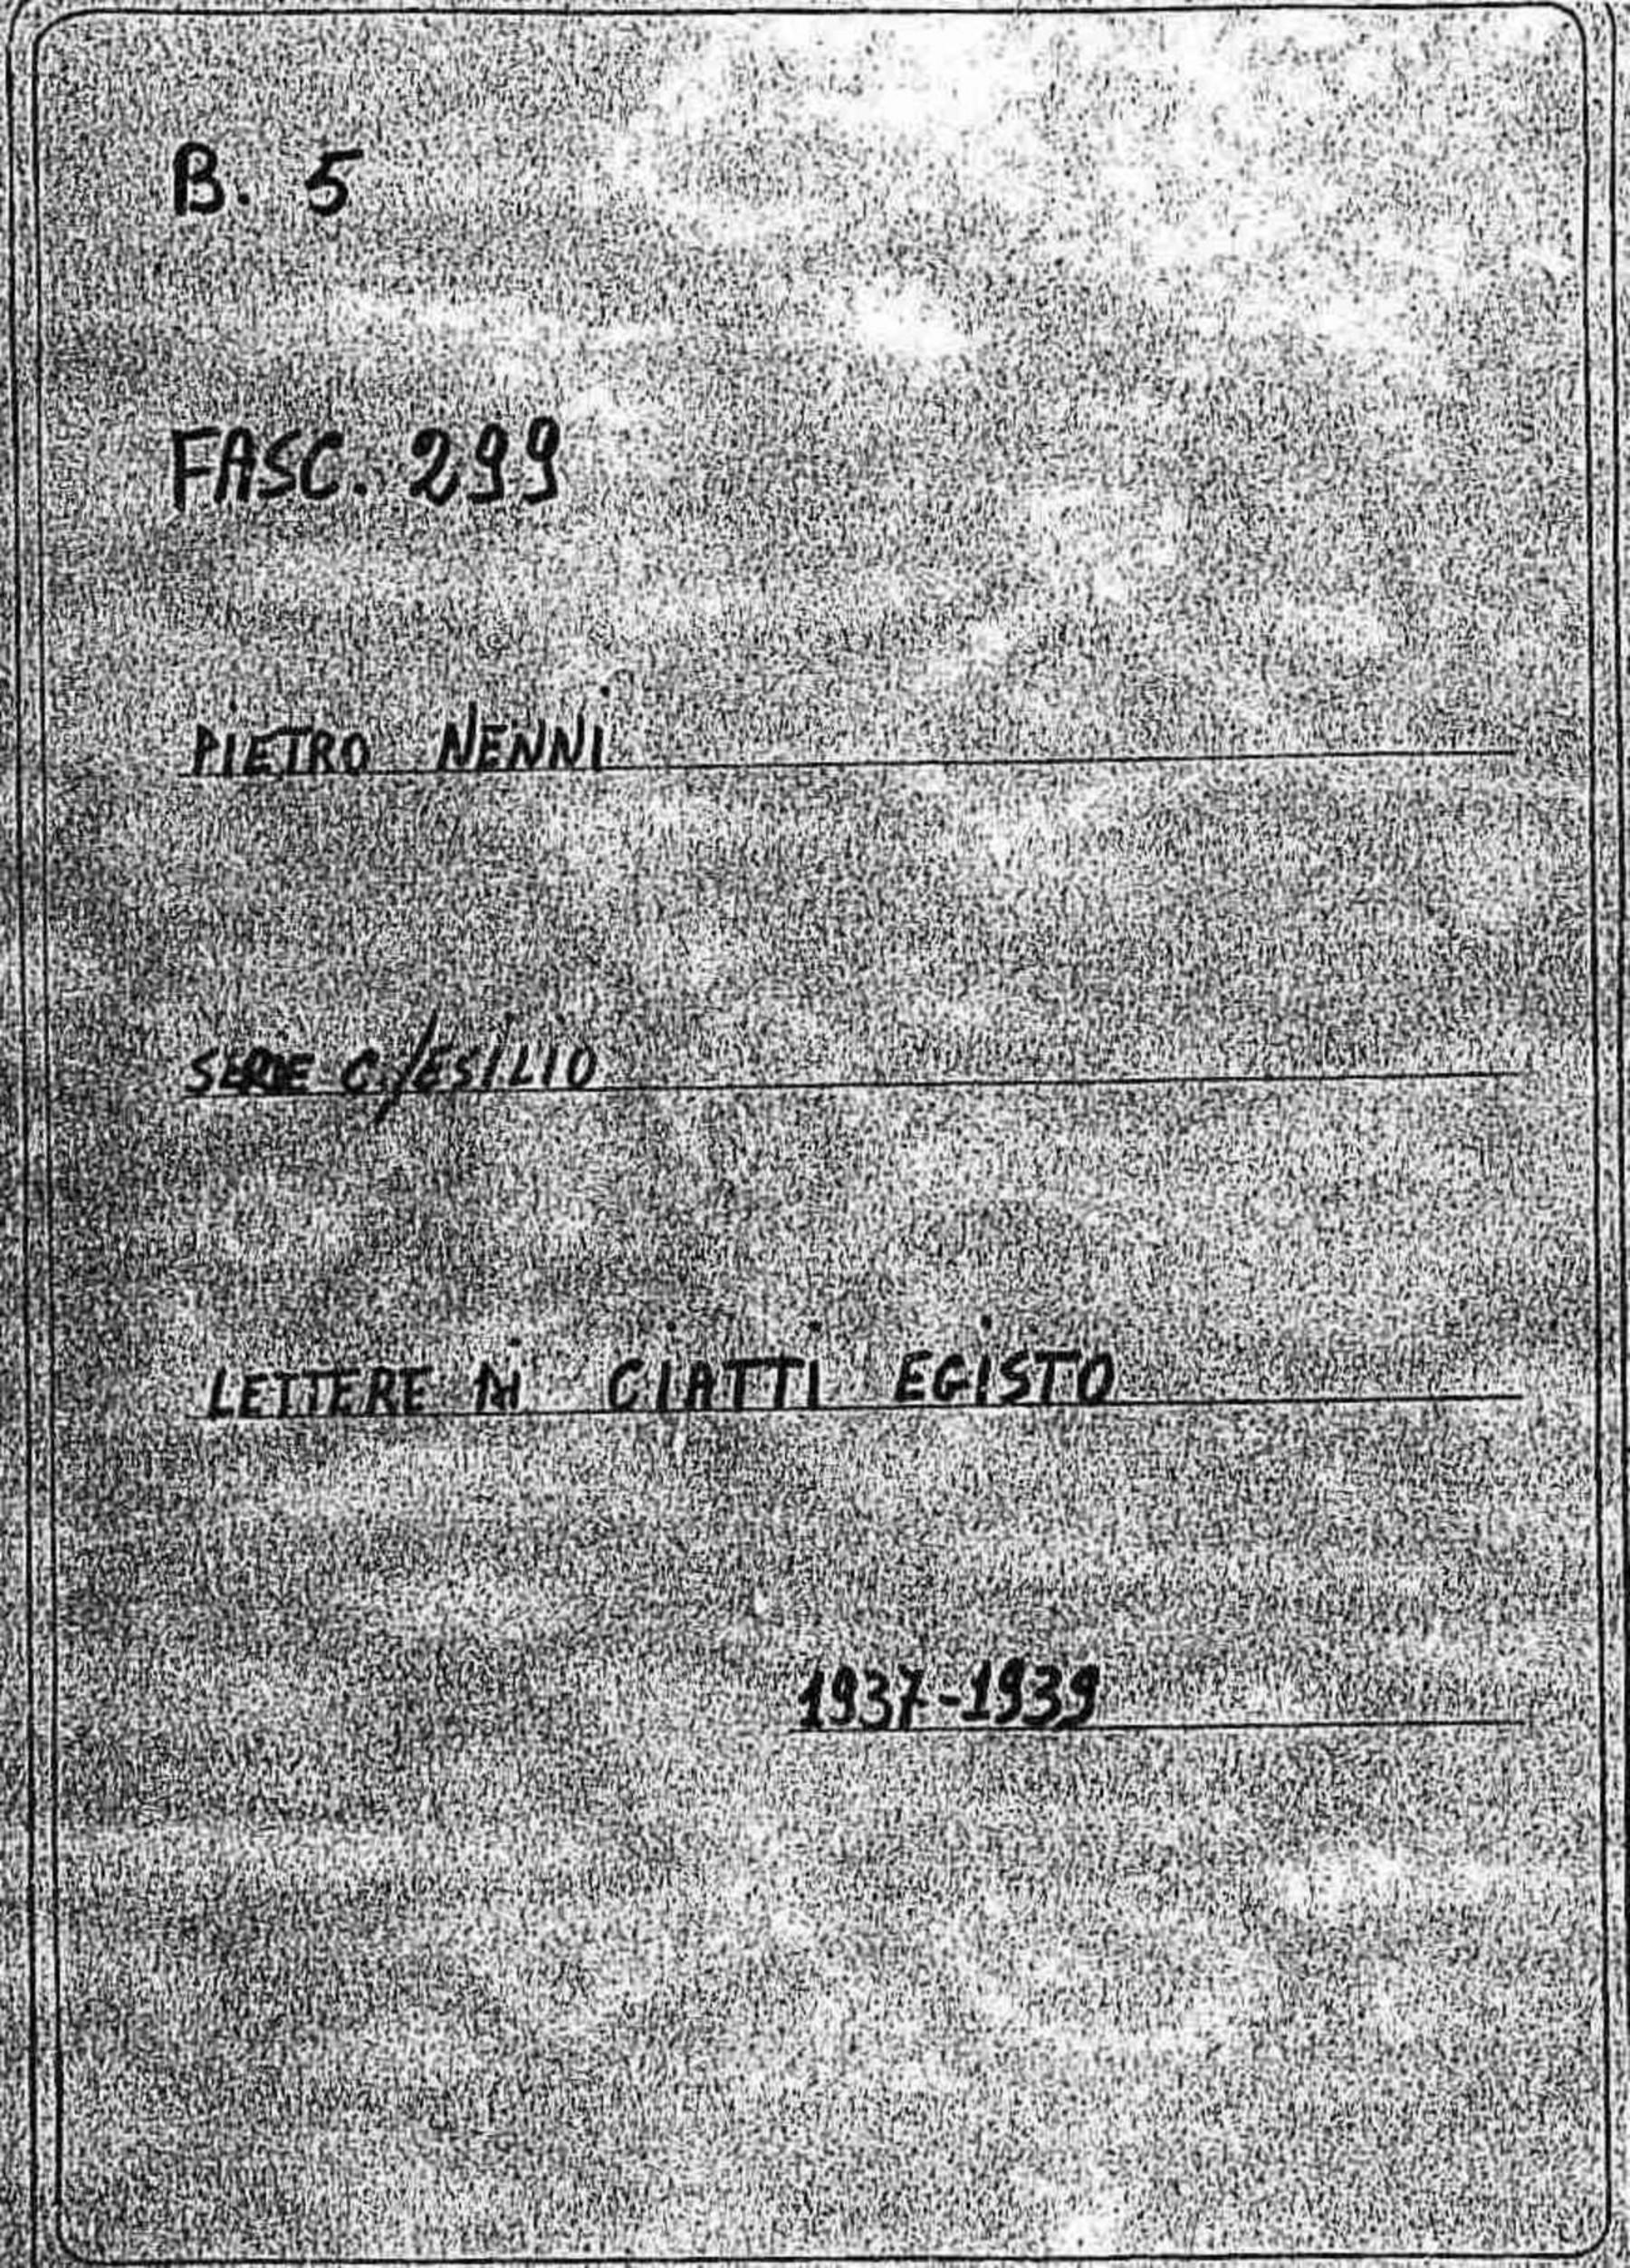 B. 5
FASC. 299
PIETRO NENNI
SERIE C./ESILIO
LETTERE Di CIATTI EGISTO
1937-1939